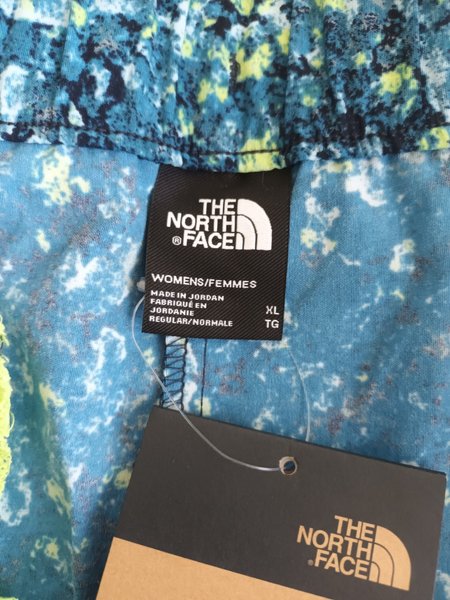 THE
NORTH
® FACE
WOMENS/FEMMES
MADE IN JORDAN
FABRIQUÉ EN
JORDANIE
REGULAR/NORMALE
XL
TG
THE
NORTH
FACE